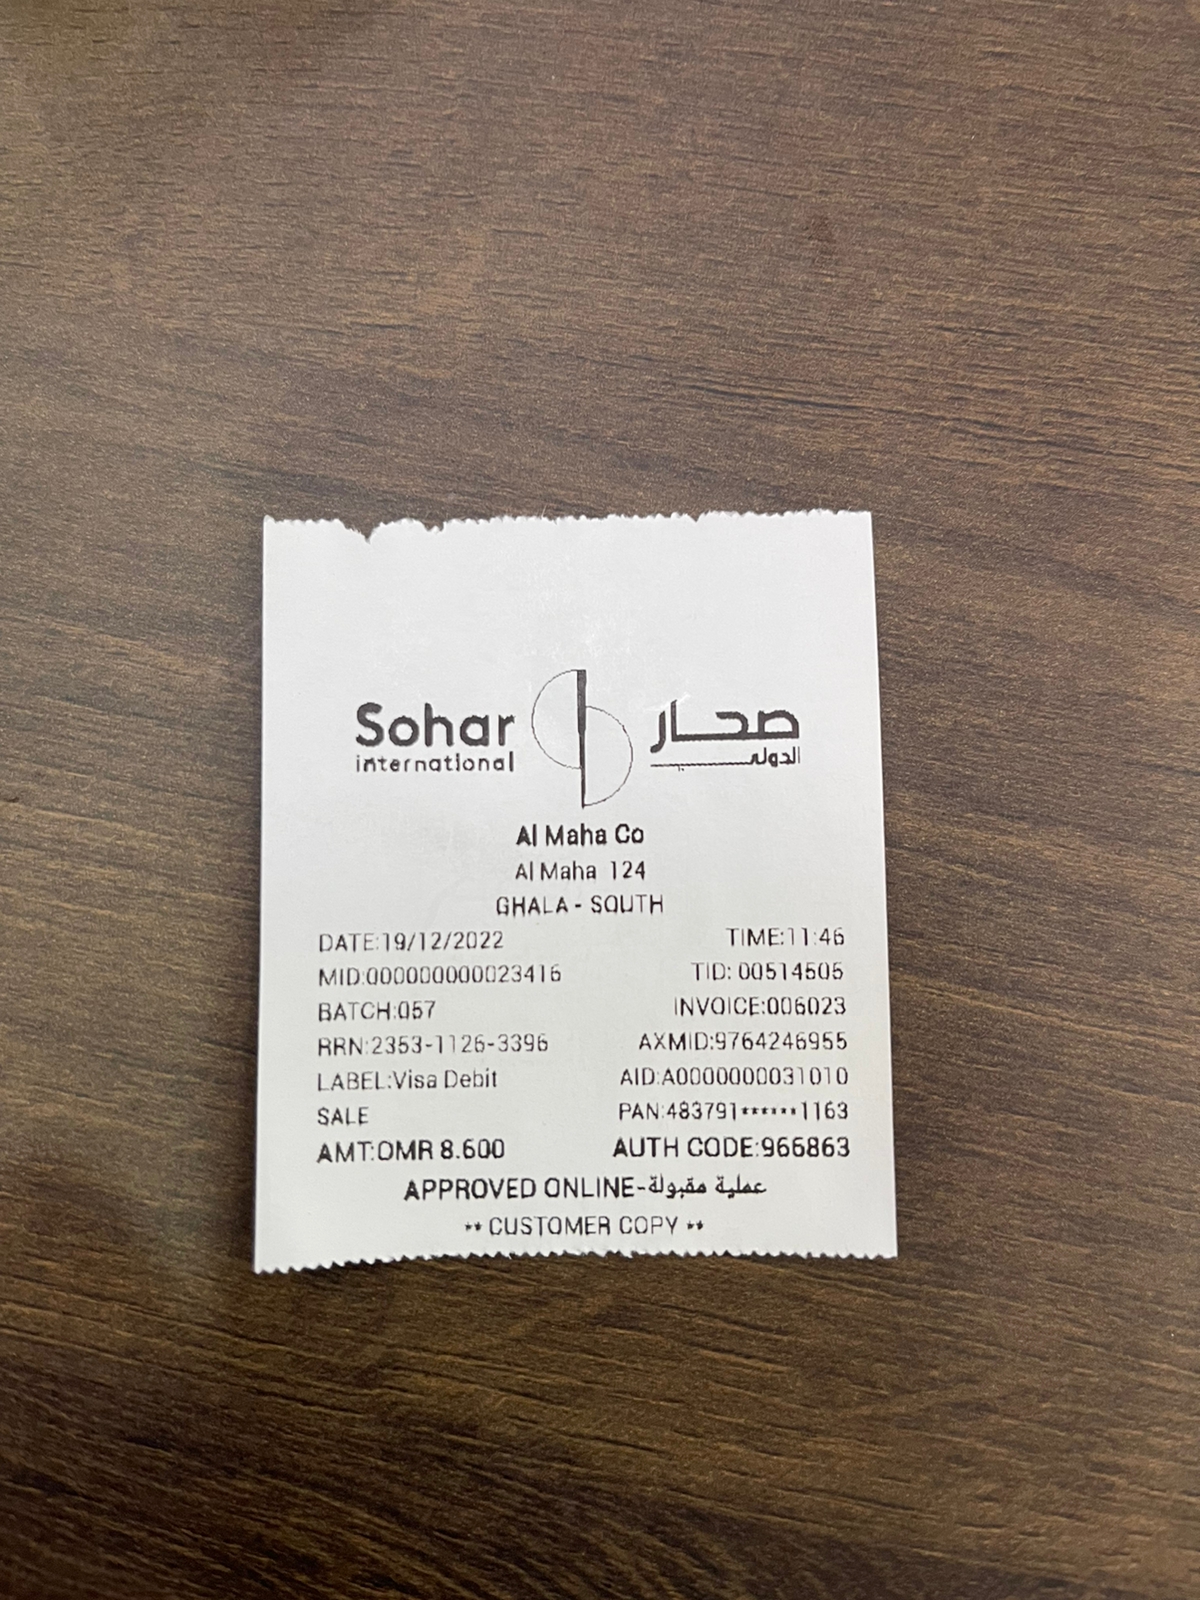 Sohar
international
صحار
الدولي
Al Maha Co
Al Maha 124
GHALA - SOUTH
DATE:19/12/2022 TIME:11:46
MID:000000000023416 TID: 00514505
BATCH:057 INVOICE:006023
RRN:2353-1126-3396 AXMID:9764246955
LABEL:Visa Debit AID:A0000000031010
SALE PAN:483791******1163
AMT:OMR 8.600 AUTH CODE:966863
APPROVED ONLINE-عملية مقبولة
** CUSTOMER COPY **